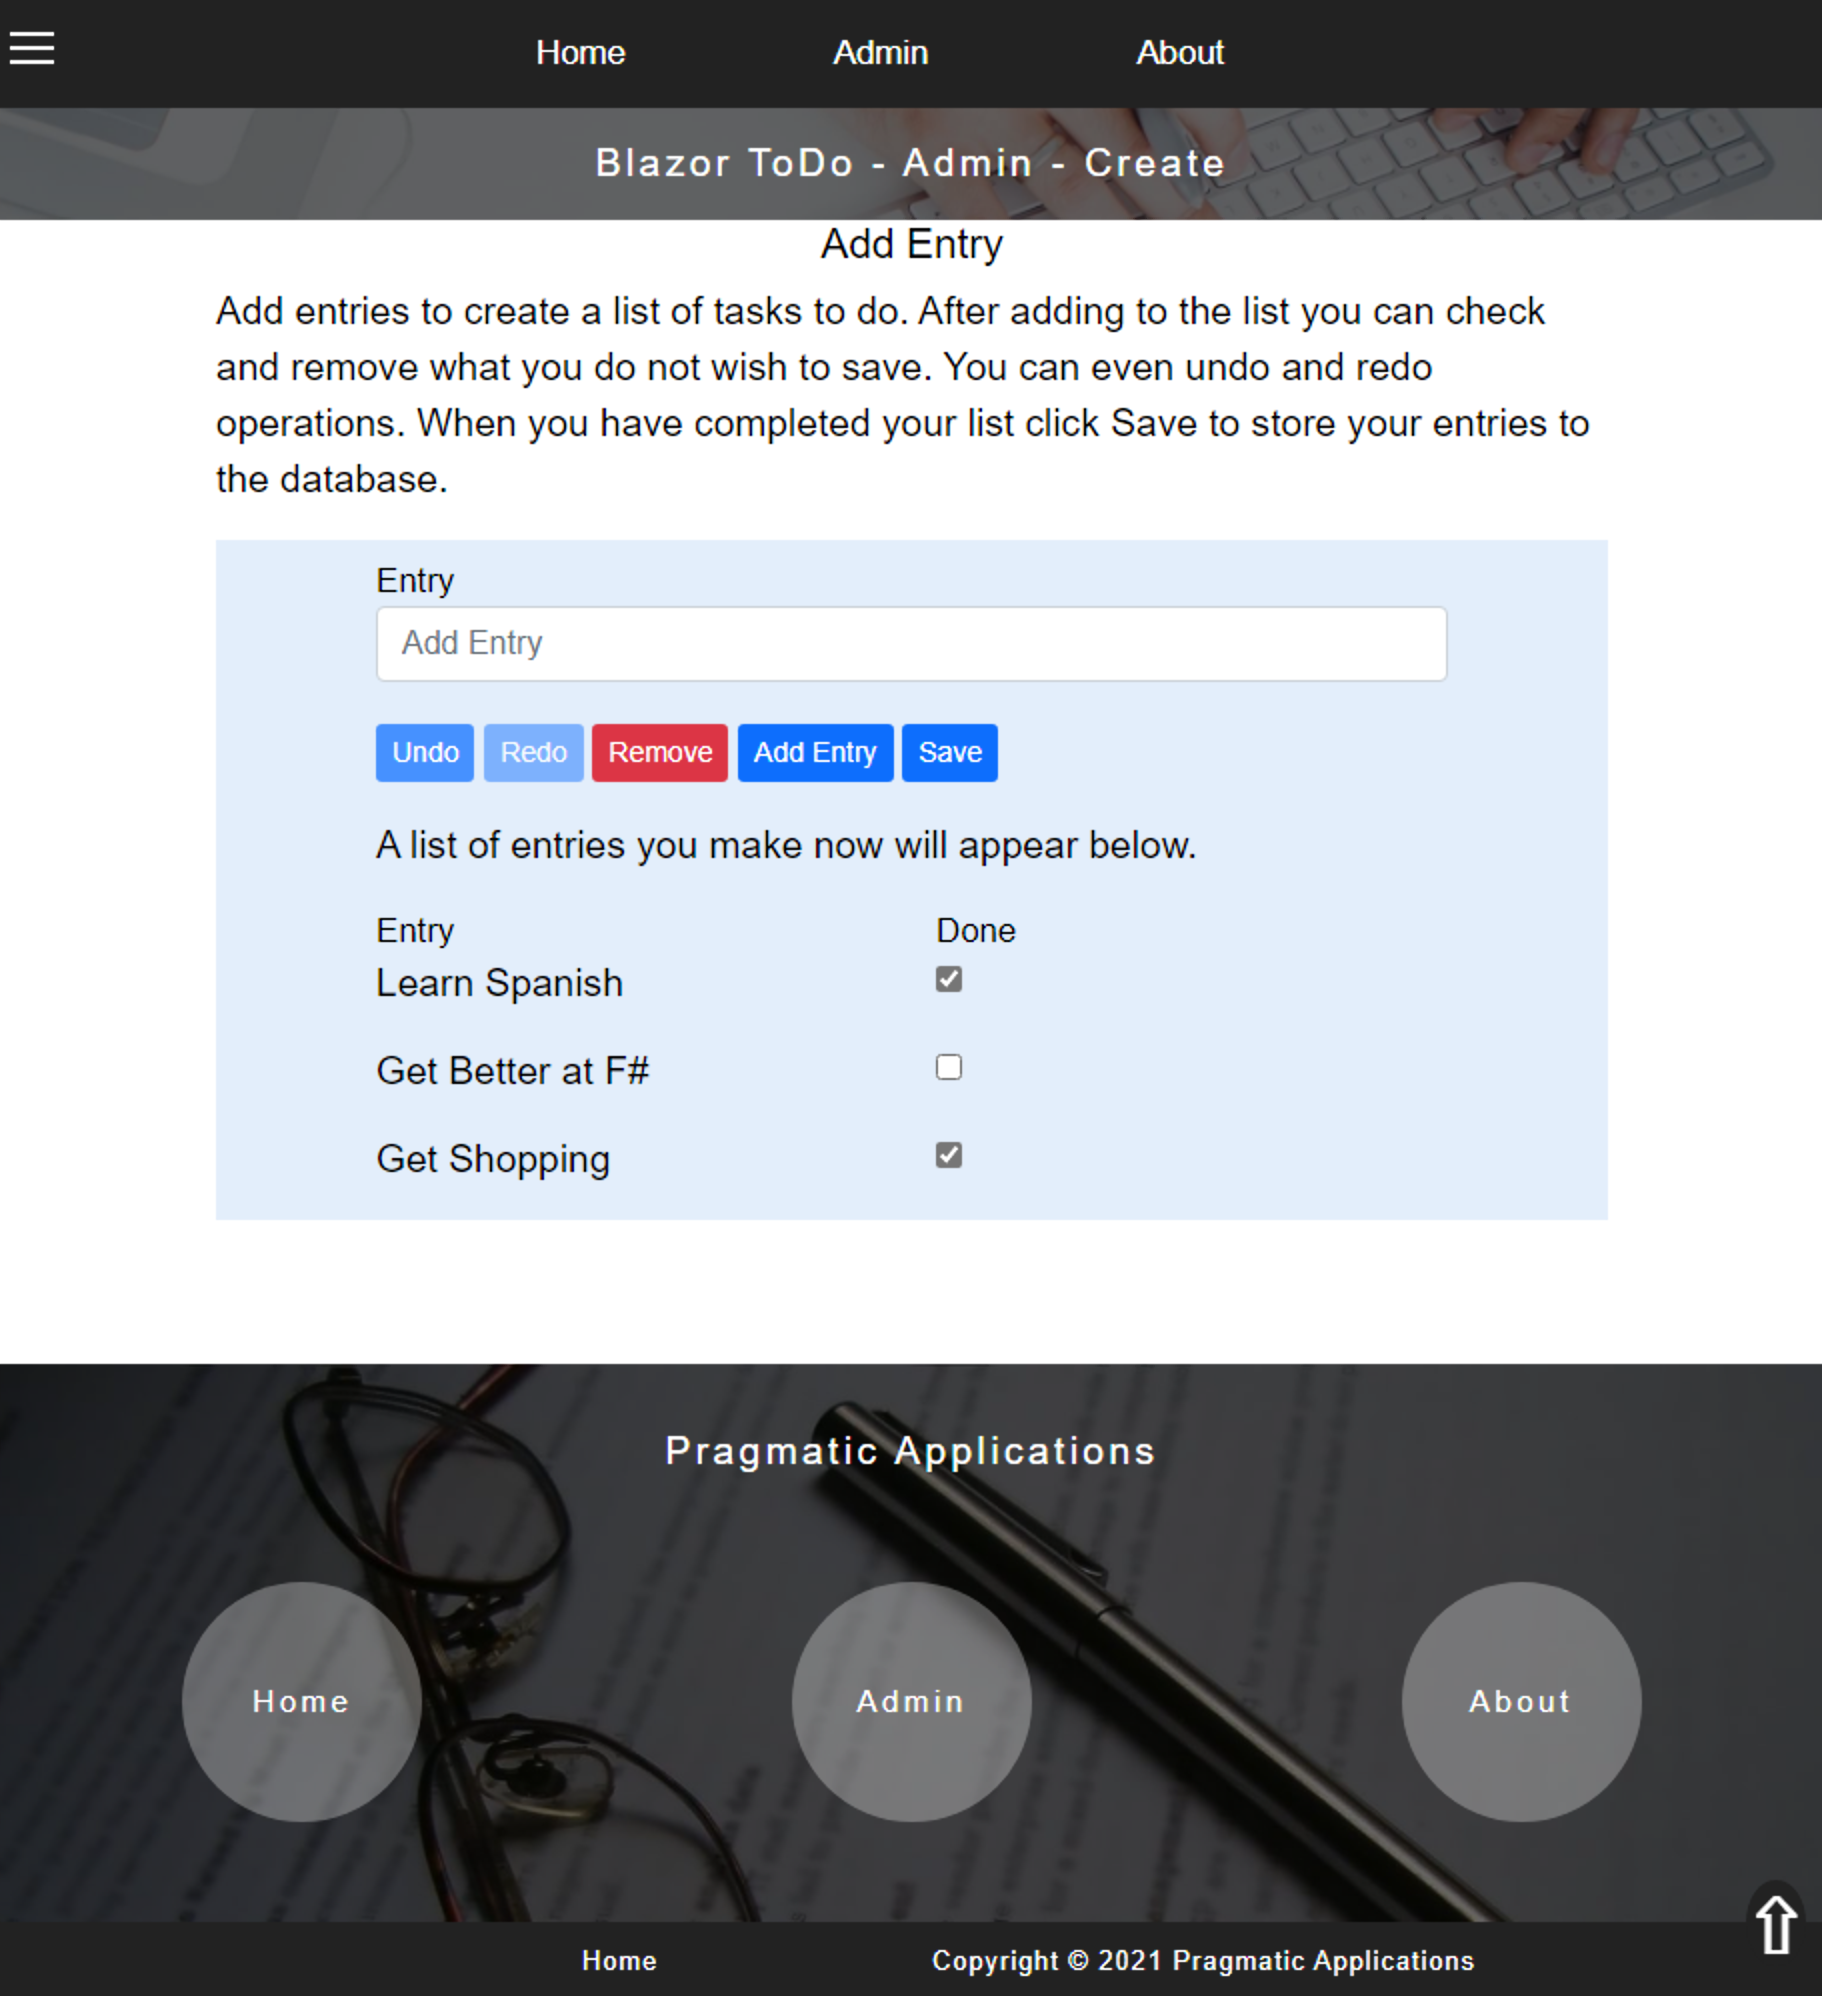 Home Admin About
Blazor ToDo - Admin - Create
Add Entry
Add entries to create a list of tasks to do. After adding to the list you can check
and remove what you do not wish to save. You can even undo and redo
operations. When you have completed your list click Save to store your entries to
the database.
Entry
Add Entry
Undo Redo Remove Add Entry Save
A list of entries you make now will appear below.
Entry Done
Learn Spanish
Get Better at F#
Get Shopping
Pragmatic Applications
Home Admin About
Home Copyright © 2021 Pragmatic Applications